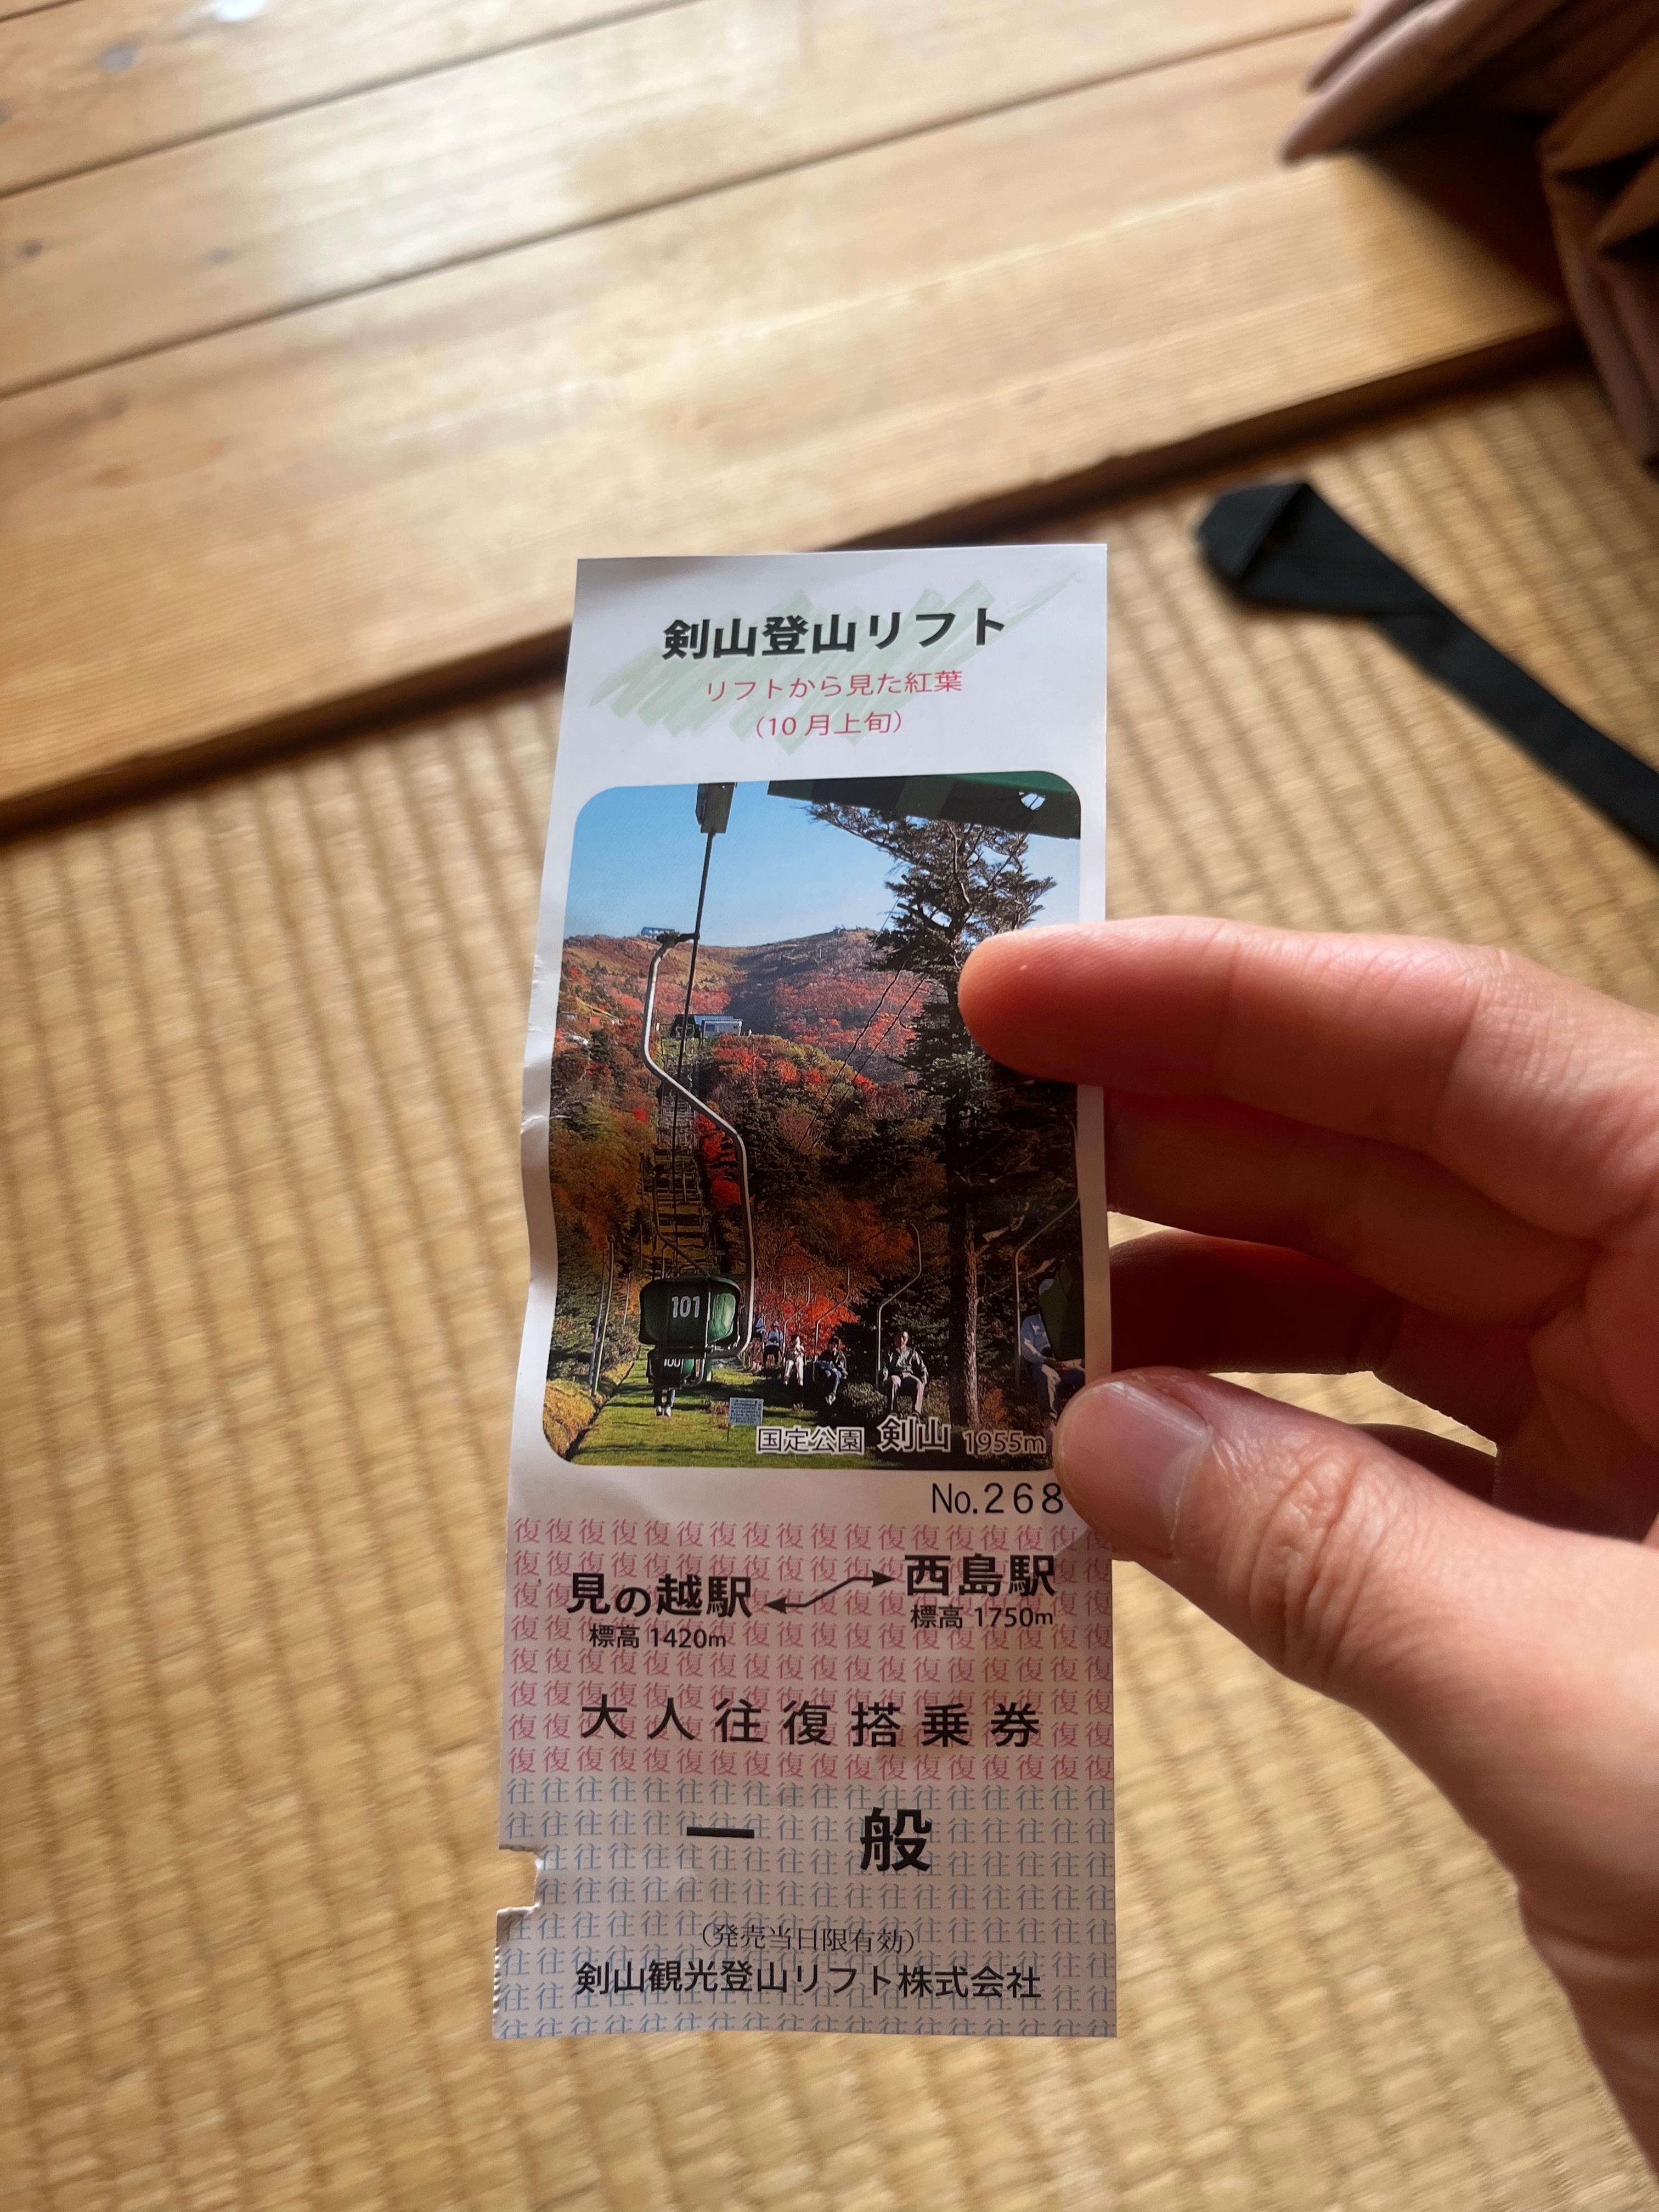 剣山登山リフト
リフトから見た紅葉
(10月上旬)
101
100
国定公園 剣山 1955m
No.268
見の越駅 西島駅
標高 1420m 標高 1750m
大人往復搭乗券
一般
(発売当日限有効)
剣山観光登山リフト株式会社